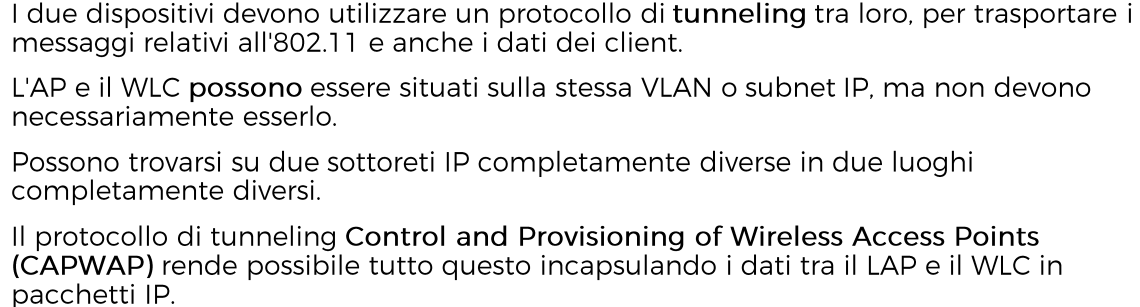 I due dispositivi devono utilizzare un protocollo di tunneling tra loro, per trasportare i
messaggi relativi all'802.11 e anche i dati dei client.
L'AP e il WLC possono essere situati sulla stessa VLAN o subnet IP, ma non devono
necessariamente esserlo.
Possono trovarsi su due sottoreti IP completamente diverse in due luoghi
completamente diversi.
Il protocollo di tunneling Control and Provisioning of Wireless Access Points
(CAPWAP) rende possibile tutto questo incapsulando i dati tra il LAP e il WLC in
pacchetti IP.